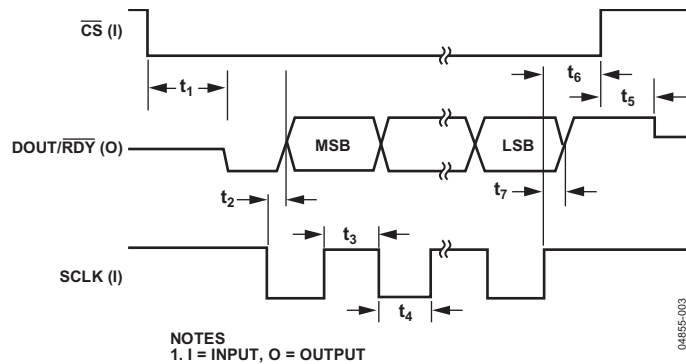 CS (I)
t6
t1
t5
DOUT/RDY (O)
MSB
LSB
t2
t7
t3
SCLK (I)
t4
NOTES
1. I = INPUT, O = OUTPUT
04855-003